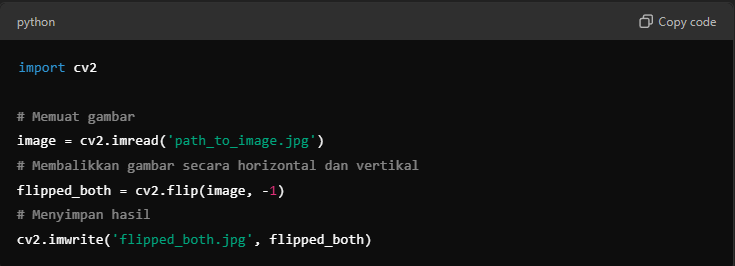 python
Copy code
import cv2
# Memuat gambar
image = cv2.imread('path_to_image.jpg')
# Membalikkan gambar secara horizontal dan vertikal
flipped_both = cv2.flip(image, -1)
# Menyimpan hasil
cv2.imwrite('flipped_both.jpg', flipped_both)